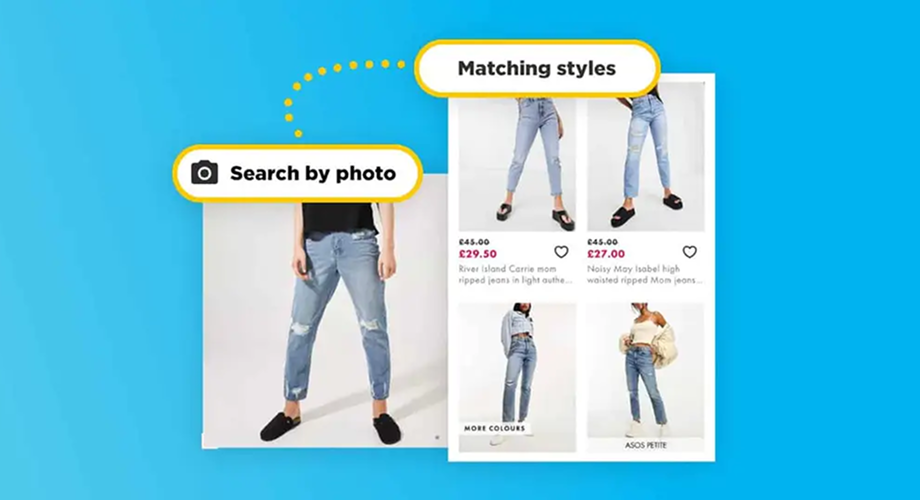 Matching styles
Search by photo
£45.00
£29.50
River Island Carrie mom
ripped jeans in light authe...
£45.00
£27.00
Noisy May Isabel high
waisted ripped Mom jeans...
MORE COLOURS
ASOS PETITE